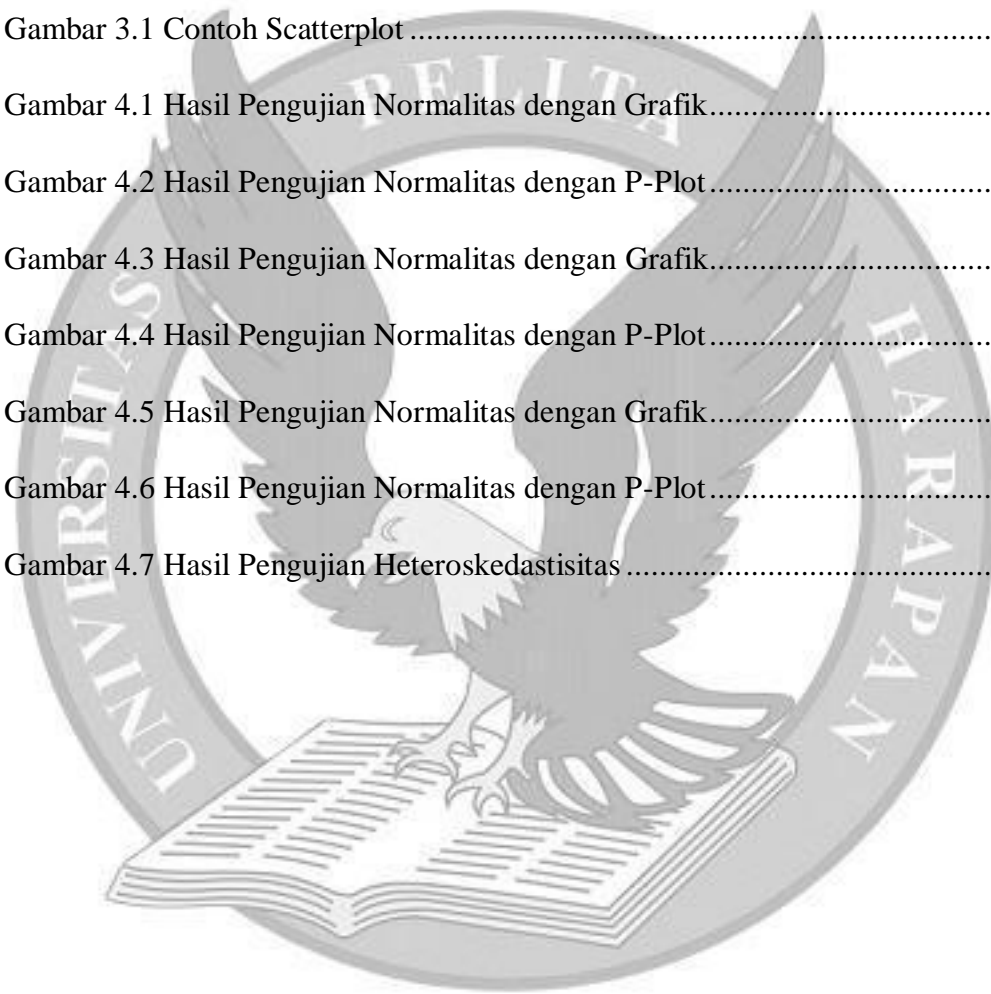 Gambar 3.1 Contoh Scatterplot ......................................................................
Gambar 4.1 Hasil Pengujian Normalitas dengan Grafik..................................
Gambar 4.2 Hasil Pengujian Normalitas dengan P-Plot..................................
Gambar 4.3 Hasil Pengujian Normalitas dengan Grafik..................................
Gambar 4.4 Hasil Pengujian Normalitas dengan P-Plot..................................
Gambar 4.5 Hasil Pengujian Normalitas dengan Grafik..................................
Gambar 4.6 Hasil Pengujian Normalitas dengan P-Plot..................................
Gambar 4.7 Hasil Pengujian Heteroskedastisitas ............................................
UNIVERSITAS PELITA HARAPAN